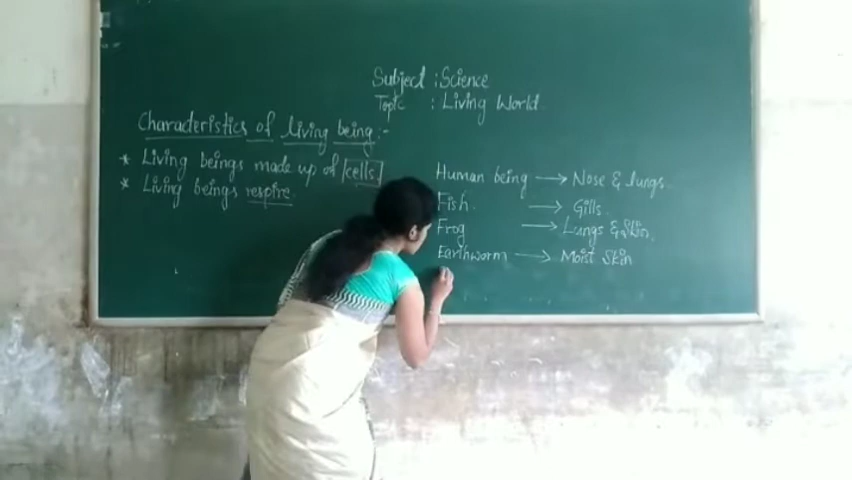 Subject : Science
Topic : Living World.
Characteristics of living being :-
* Living beings made up of cells.
* Living beings respire.
Human being → Nose & lungs.
Fish. → Gills.
Frog → Lungs & Skin.
Earthworm → Moist Skin